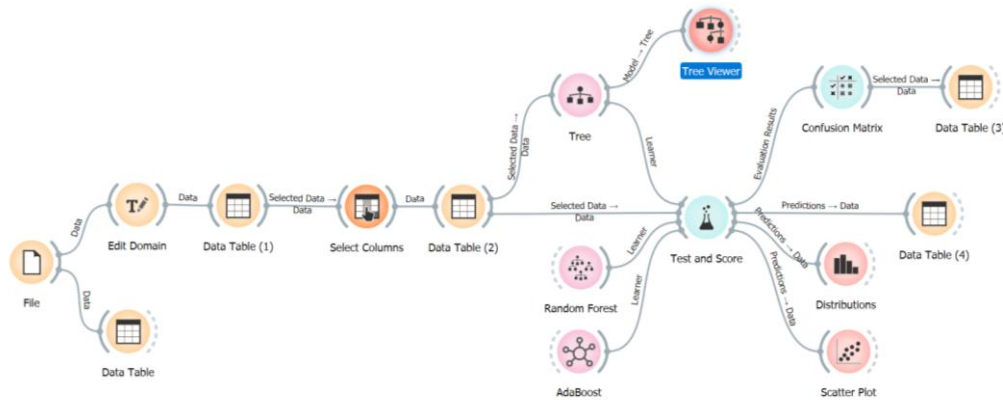 File
Data
Data
Data Table
Edit Domain
Data
Data Table (1)
Selected Data →
Data
Select Columns
Data
Data Table (2)
Selected Data →
Data
Selected Data →
Data
Tree
Model → Tree
Tree Viewer
Learner
Learner
Learner
Random Forest
AdaBoost
Test and Score
Evaluation Results
Confusion Matrix
Selected Data →
Data
Data Table (3)
Predictions → Data
Data Table (4)
Predictions → Data
Distributions
Predictions → Data
Scatter Plot